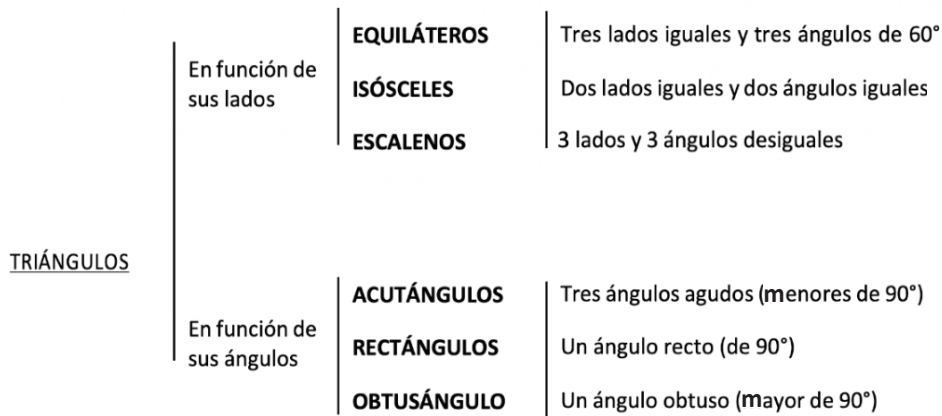 TRIÁNGULOS
En función de
sus lados
EQUILÁTEROS Tres lados iguales y tres ángulos de 60°
ISÓSCELES Dos lados iguales y dos ángulos iguales
ESCALENOS 3 lados y 3 ángulos desiguales
En función de
sus ángulos
ACUTÁNGULOS Tres ángulos agudos (menores de 90°)
RECTÁNGULOS Un ángulo recto (de 90°)
OBTUSÁNGULO Un ángulo obtuso (mayor de 90°)